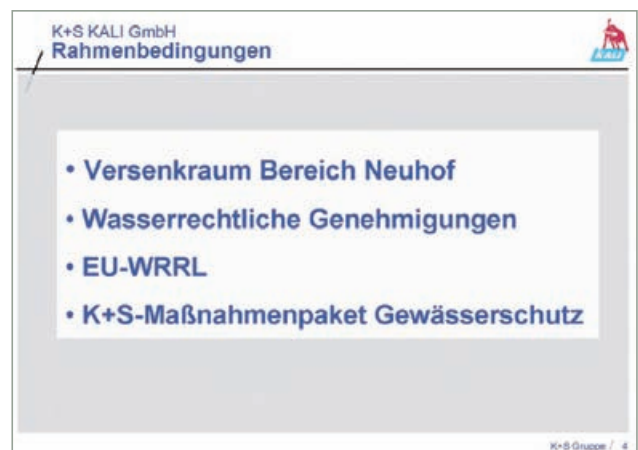 K+S KALI GmbH
Rahmenbedingungen
KALI
• Versenkraum Bereich Neuhof
• Wasserrechtliche Genehmigungen
• EU-WRRL
• K+S-Maßnahmenpaket Gewässerschutz
K+S Gruppe / 4